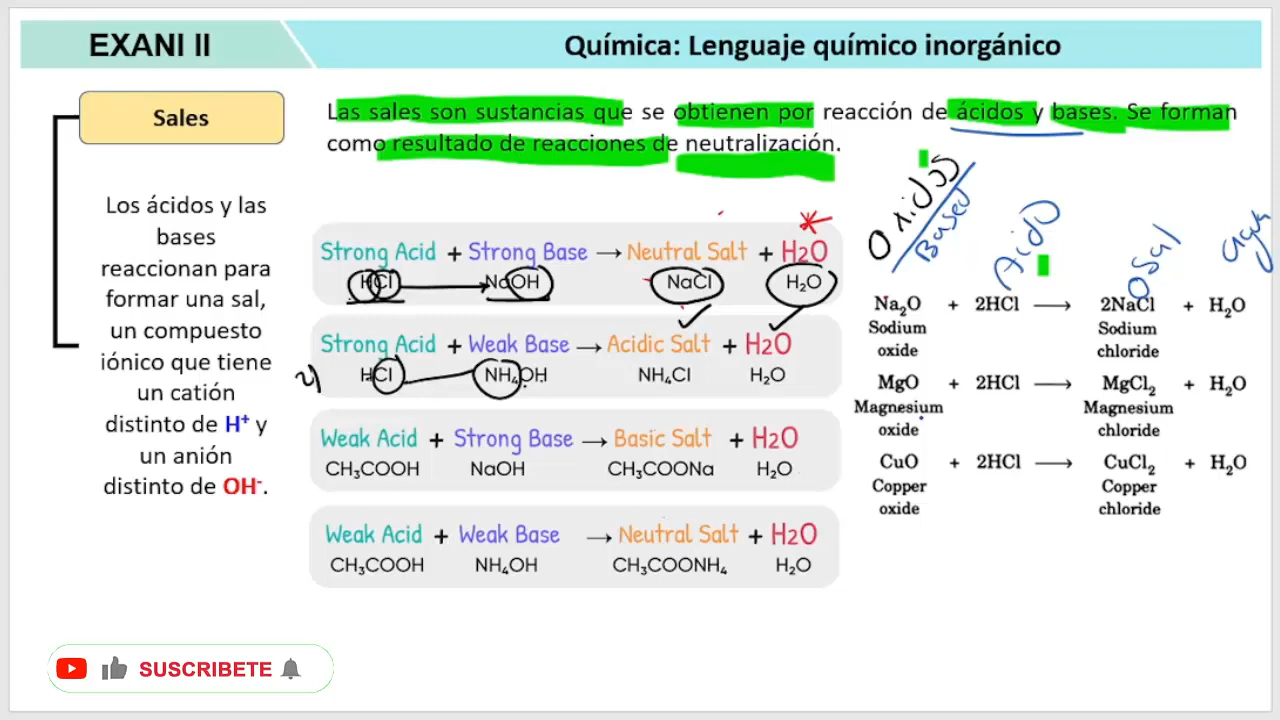 EXANI II
Química: Lenguaje químico inorgánico
Sales
Los ácidos y las
bases
reaccionan para
formar una sal,
un compuesto
iónico que tiene
un catión
distinto de H⁺ y
un anión
distinto de OH⁻.
Las sales son sustancias que se obtienen por reacción de ácidos y bases. Se forman
como resultado de reacciones de neutralización.
Strong Acid + Strong Base → Neutral Salt + H₂O
HCl NaOH NaCl H₂O
Strong Acid + Weak Base → Acidic Salt + H₂O
2) HCl NH₄OH NH₄Cl H₂O
Weak Acid + Strong Base → Basic Salt + H₂O
CH₃COOH NaOH CH₃COONa H₂O
Weak Acid + Weak Base → Neutral Salt + H₂O
CH₃COOH NH₄OH CH₃COONH₄ H₂O
Oxidos
Based
Acido
Sal
agua
Na₂O + 2HCl → 2NaCl + H₂O
Sodium Sodium
oxide chloride
MgO + 2HCl → MgCl₂ + H₂O
Magnesium Magnesium
oxide chloride
CuO + 2HCl → CuCl₂ + H₂O
Copper Copper
oxide chloride
SUSCRIBETE